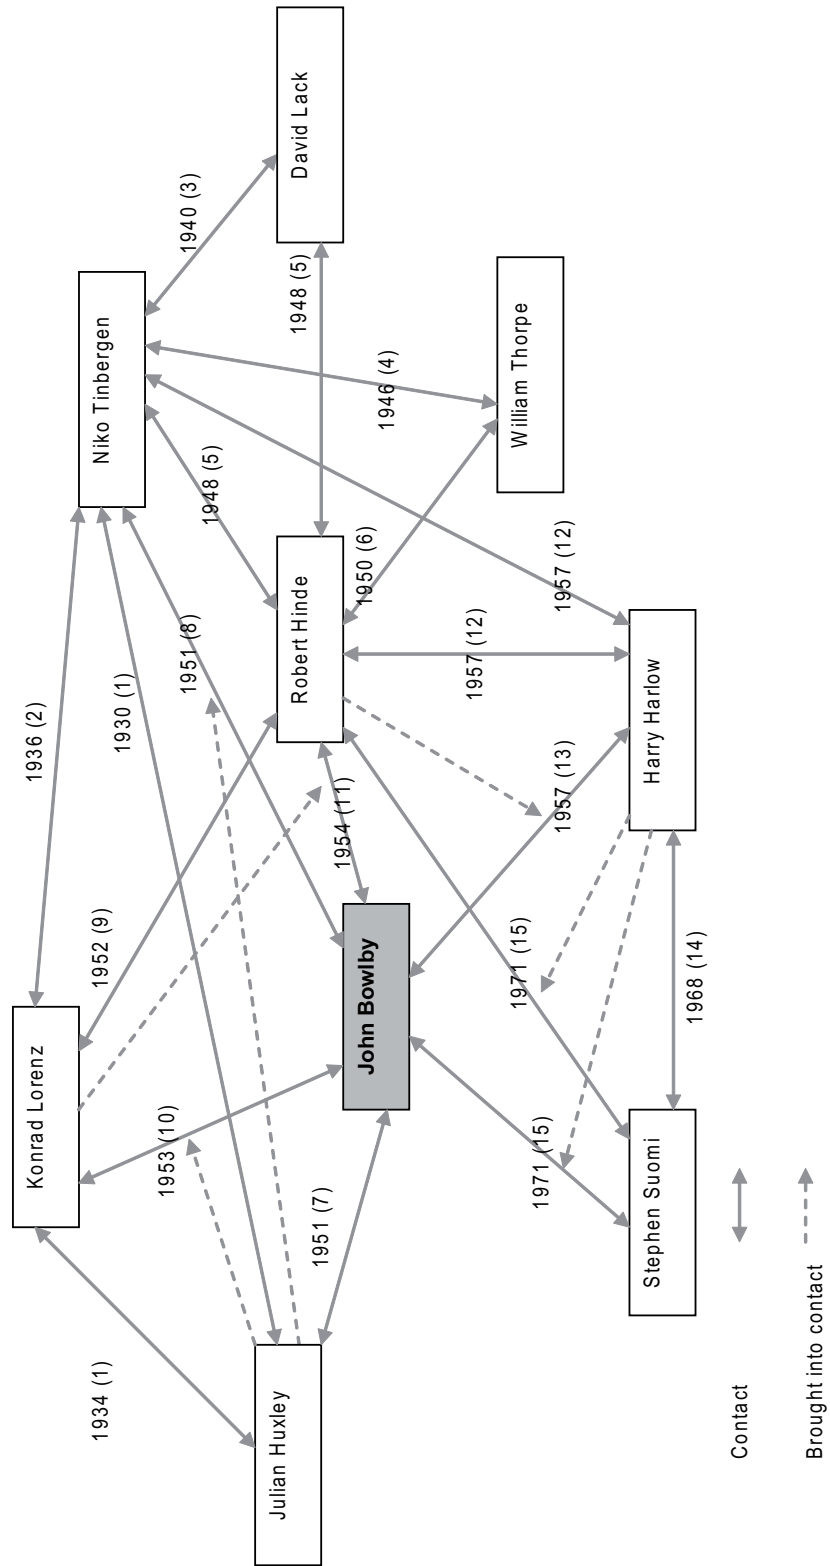 Konrad Lorenz
Niko Tinbergen
Julian Huxley
John Bowlby
Robert Hinde
David Lack
Stephen Suomi
Harry Harlow
William Thorpe
1934 (1)
1936 (2)
1930 (1)
1952 (9)
1953 (10)
1951 (8)
1948 (5)
1940 (3)
1951 (7)
1954 (11)
1948 (5)
1950 (6)
1946 (4)
1971 (15)
1971 (15)
1957 (13)
1957 (12)
1957 (12)
1968 (14)
Contact
Brought into contact